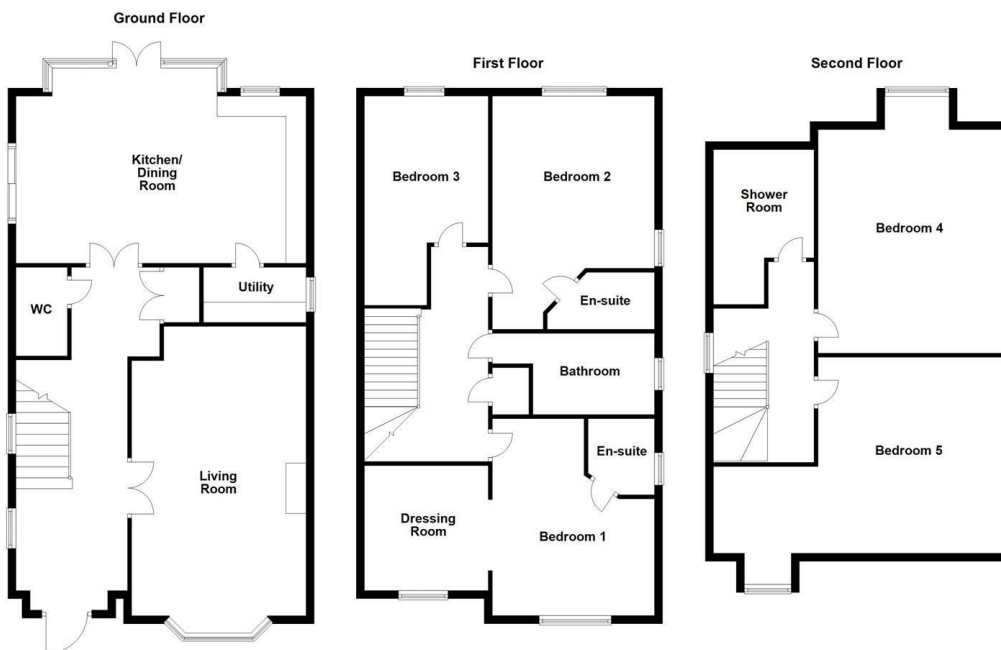 Ground Floor
Kitchen/
Dining
Room
WC
Utility
Living
Room
First Floor
Bedroom 3
Bedroom 2
En-suite
Bathroom
En-suite
Dressing
Room
Bedroom 1
Second Floor
Shower
Room
Bedroom 4
Bedroom 5